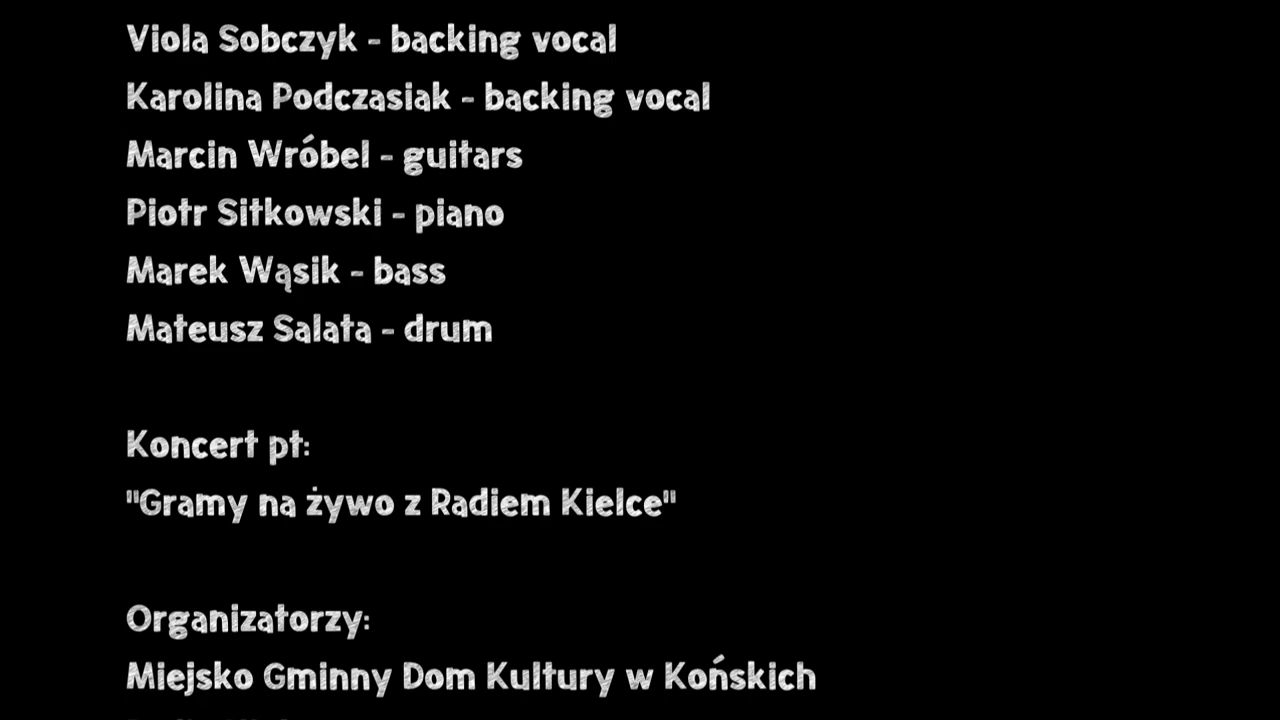 Viola Sobczyk - backing vocal
Karolina Podczasiak - backing vocal
Marcin Wróbel - guitars
Piotr Sitkowski - piano
Marek Wąsik - bass
Mateusz Salata - drum
Koncert pt:
"Gramy na żywo z Radiem Kielce"
Organizatorzy:
Miejsko Gminny Dom Kultury w Końskich